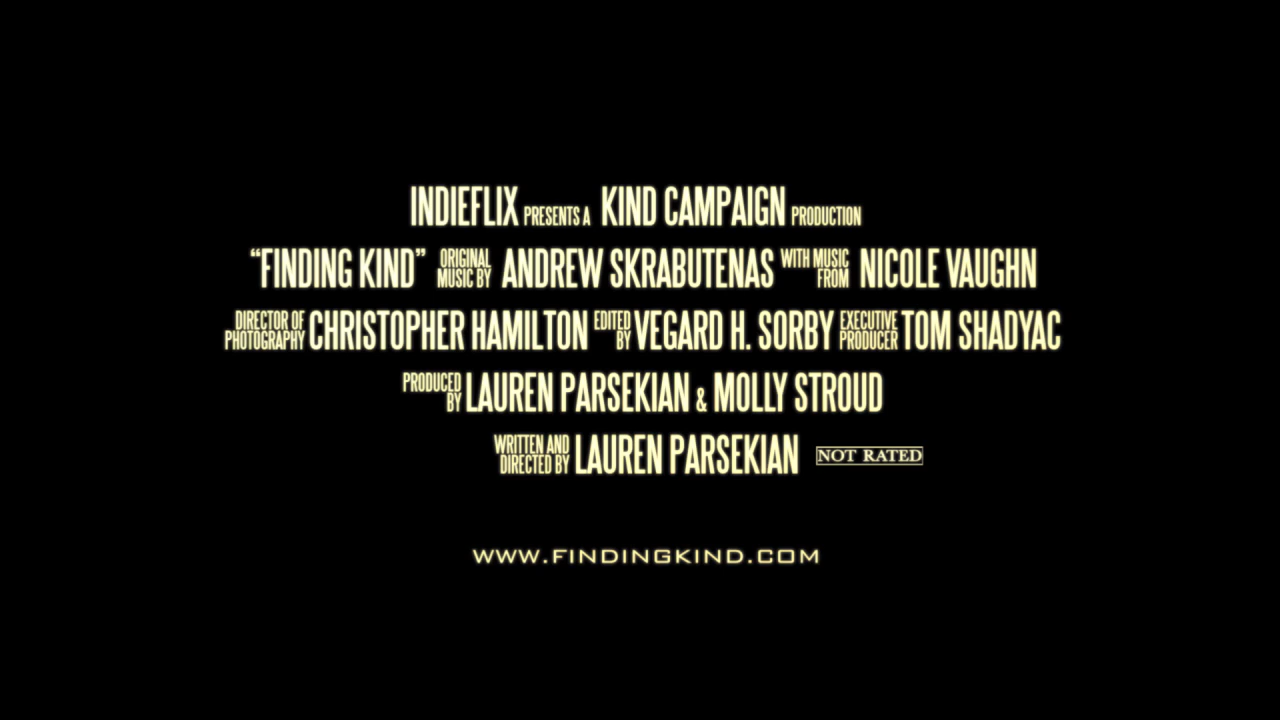 INDIEFLIX PRESENTS A KIND CAMPAIGN PRODUCTION
“FINDING KIND” ORIGINAL MUSIC BY ANDREW SKRABUTENAS WITH MUSIC FROM NICOLE VAUGHN
DIRECTOR OF PHOTOGRAPHY CHRISTOPHER HAMILTON EDITED BY VEGARD H. SORBY EXECUTIVE PRODUCER TOM SHADYAC
PRODUCED BY LAUREN PARSEKIAN & MOLLY STROUD
WRITTEN AND DIRECTED BY LAUREN PARSEKIAN NOT RATED
WWW.FINDINGKIND.COM